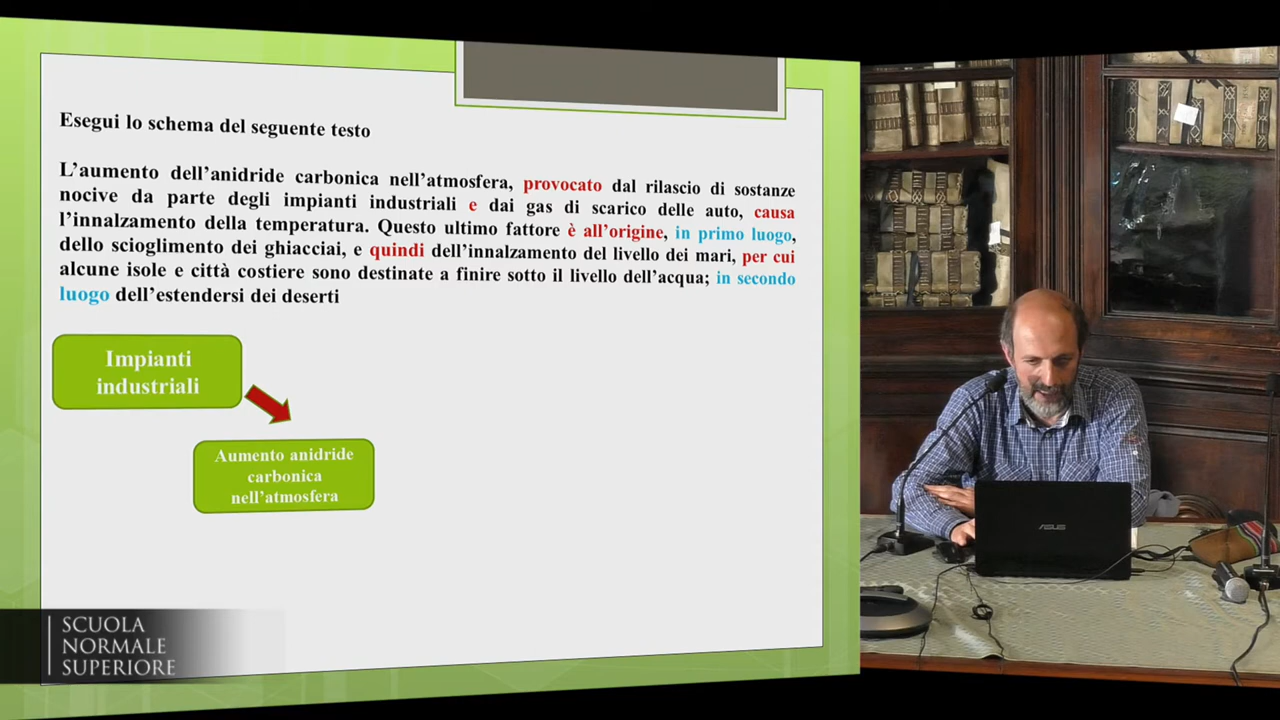 Esegui lo schema del seguente testo
L’aumento dell’anidride carbonica nell’atmosfera, provocato dal rilascio di sostanze
nocive da parte degli impianti industriali e dai gas di scarico delle auto, causa
l’innalzamento della temperatura. Questo ultimo fattore è all’origine, in primo luogo,
dello scioglimento dei ghiacciai, e quindi dell’innalzamento del livello dei mari, per cui
alcune isole e città costiere sono destinate a finire sotto il livello dell’acqua; in secondo
luogo dell’estendersi dei deserti
Impianti
industriali
Aumento anidride
carbonica
nell’atmosfera
SCUOLA
NORMALE
SUPERIORE
ASUS